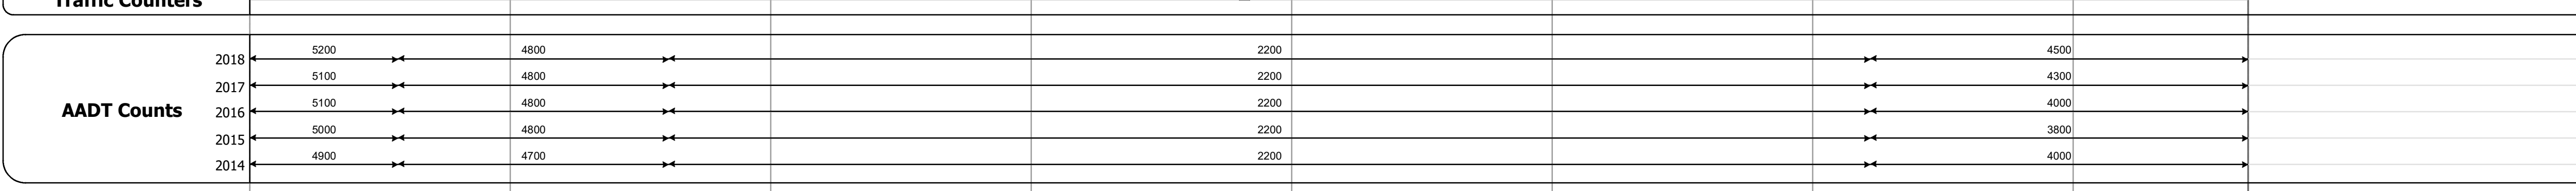 Traffic Counters
2018 5200 4800 2200 4500
2017 5100 4800 2200 4300
AADT Counts 2016 5100 4800 2200 4000
2015 5000 4800 2200 3800
2014 4900 4700 2200 4000